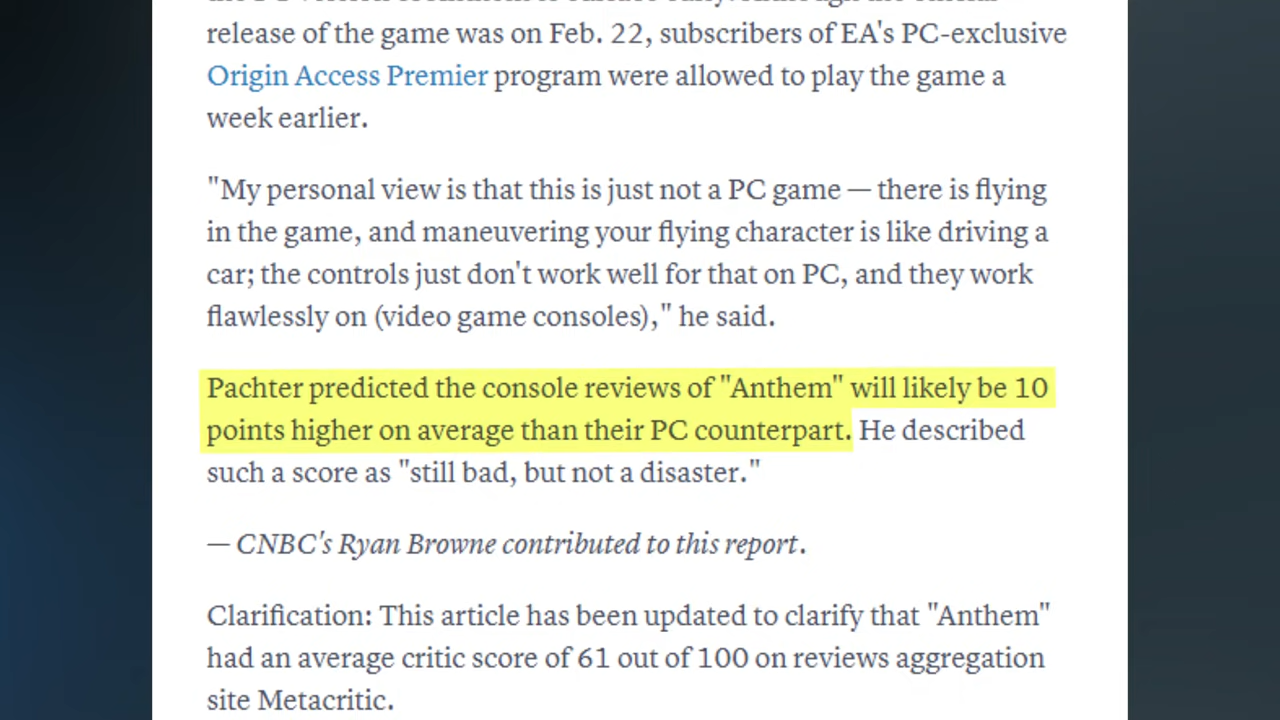 release of the game was on Feb. 22, subscribers of EA's PC-exclusive
Origin Access Premier program were allowed to play the game a
week earlier.
"My personal view is that this is just not a PC game — there is flying
in the game, and maneuvering your flying character is like driving a
car; the controls just don't work well for that on PC, and they work
flawlessly on (video game consoles)," he said.
Pachter predicted the console reviews of "Anthem" will likely be 10
points higher on average than their PC counterpart. He described
such a score as "still bad, but not a disaster."
— CNBC's Ryan Browne contributed to this report.
Clarification: This article has been updated to clarify that "Anthem"
had an average critic score of 61 out of 100 on reviews aggregation
site Metacritic.